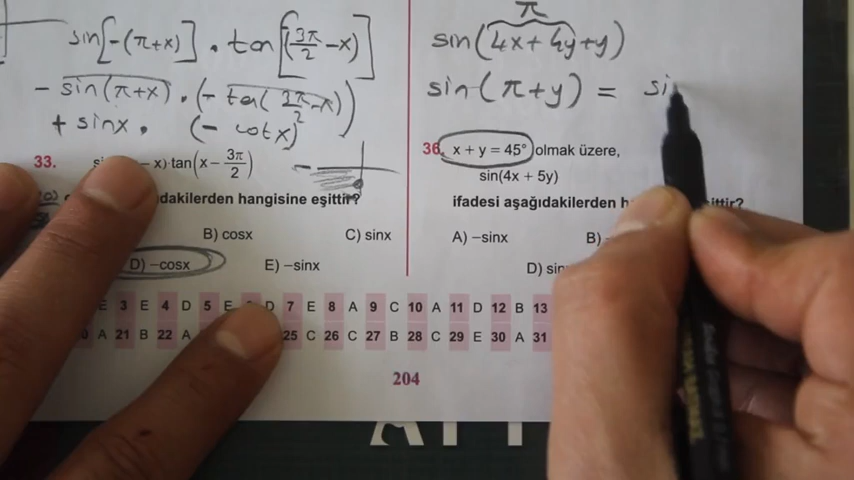 sin[-(π+x)] . tan[(3π/2 -x)]
- sin(π+x) . (- tan(3π/2 -x))
+ sinx . (- cotx)
33. - x) tan(x - 3π/2)
dakilerden hangisine eşittir?
B) cosx C) sinx
D) -cosx E) -sinx
π
sin(4x+4y+y)
sin(π+y) = si
36. x + y = 45° olmak üzere,
sin(4x + 5y)
ifadesi aşağıdakilerden
A) -sinx B)
D) sin
E 3 E 4 D 5 E D 7 E 8 A 9 C 10 A 11 D 12 B 13
A 21 B 22 A 25 C 26 C 27 B 28 C 29 E 30 A 31
204